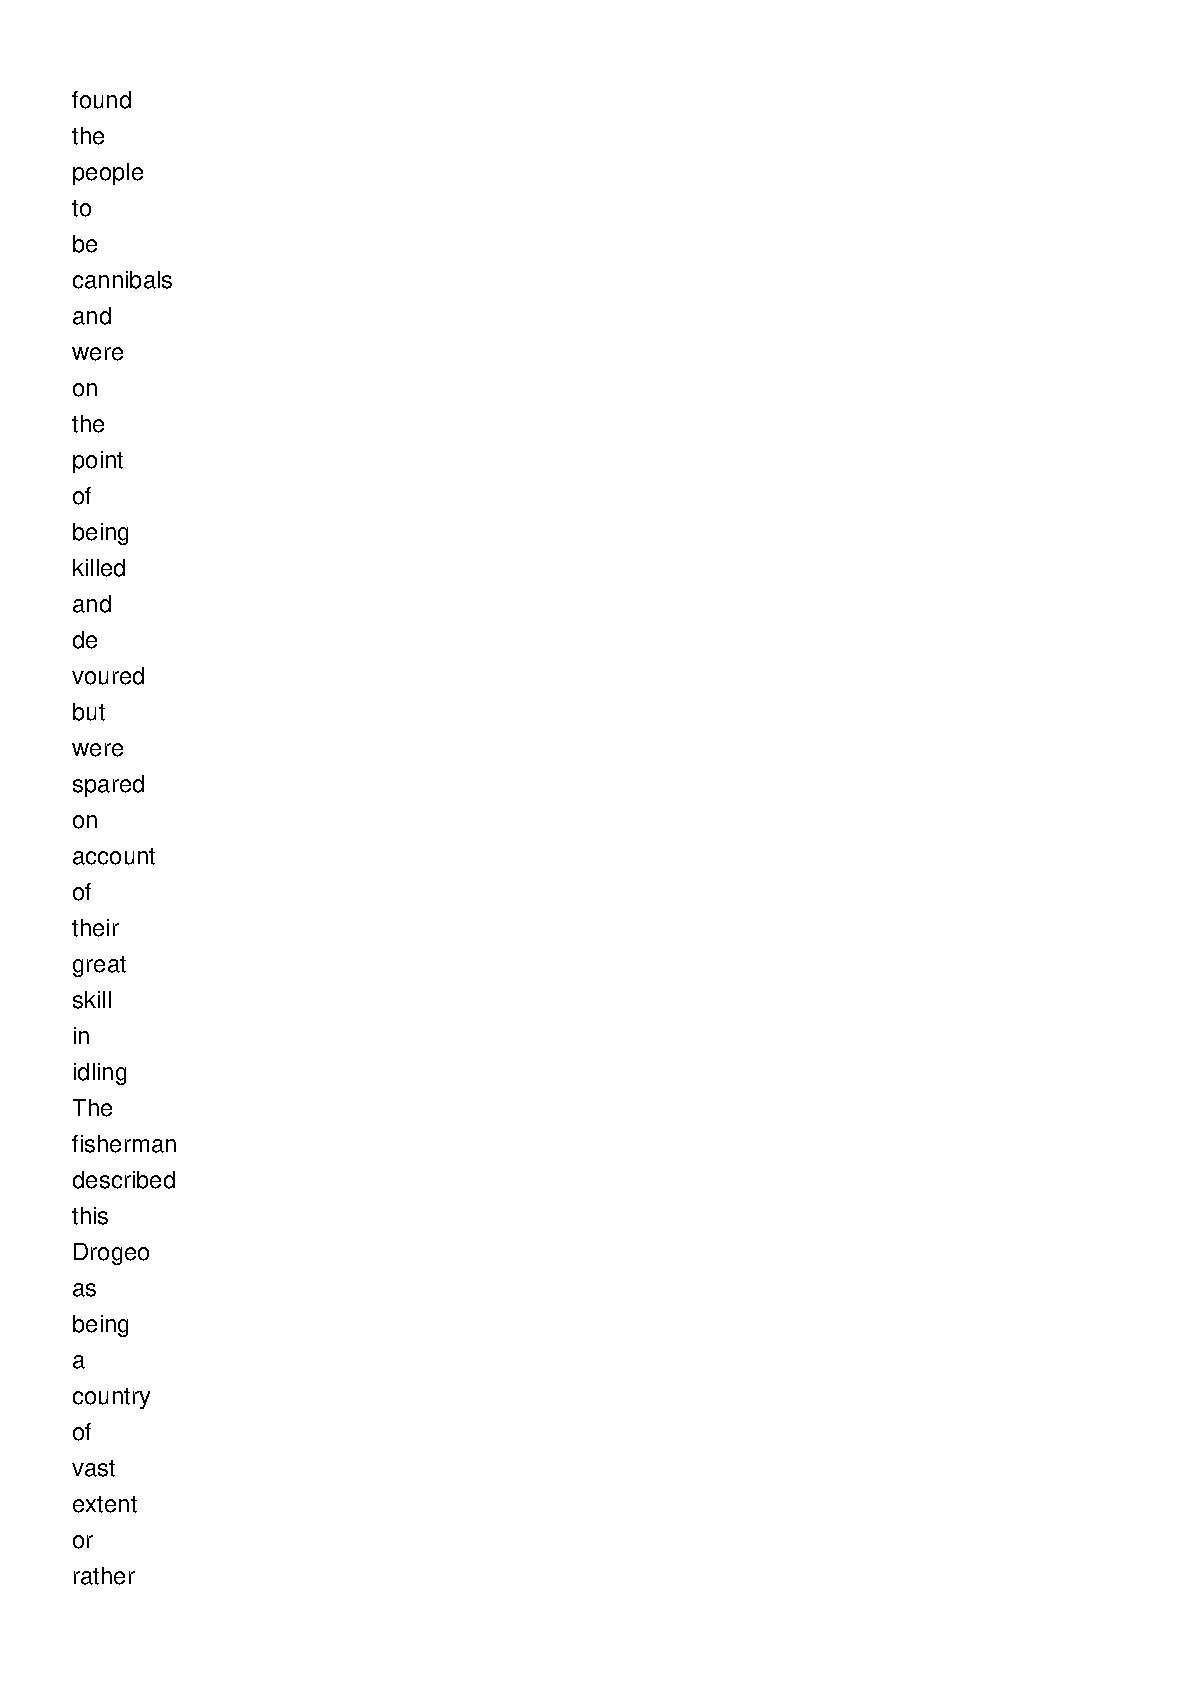 found
the
people
to
be
cannibals
and
were
on
the
point
of
being
killed
and
de
voured
but
were
spared
on
account
of
their
great
skill
in
idling
The
fisherman
described
this
Drogeo
as
being
a
country
of
vast
extent
or
rather